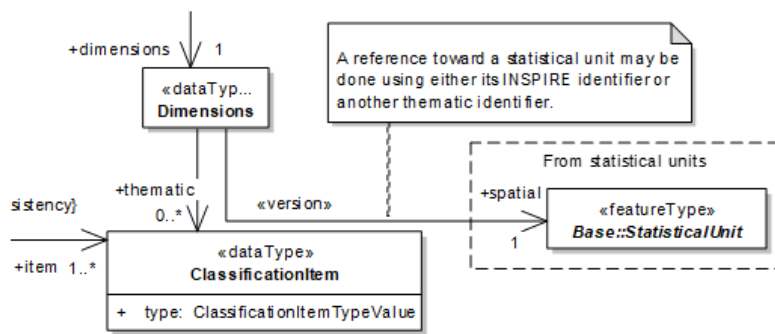 +dimensions 1
A reference toward a statistical unit may be
done using either its INSPIRE identifier or
another thematic identifier.
«dataTyp...
Dimensions
From statistical units
+thematic
0..*
«version»
+spatial
1
«featureType»
Base::StatisticalUnit
sistency}
+item 1..*
«dataType»
ClassificationItem
+ type: ClassificationItemTypeValue